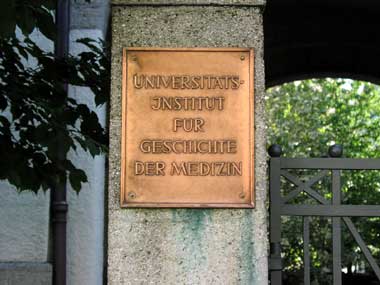 UNIVERSITÄTS-
INSTITUT
FÜR
GESCHICHTE
DER MEDIZIN